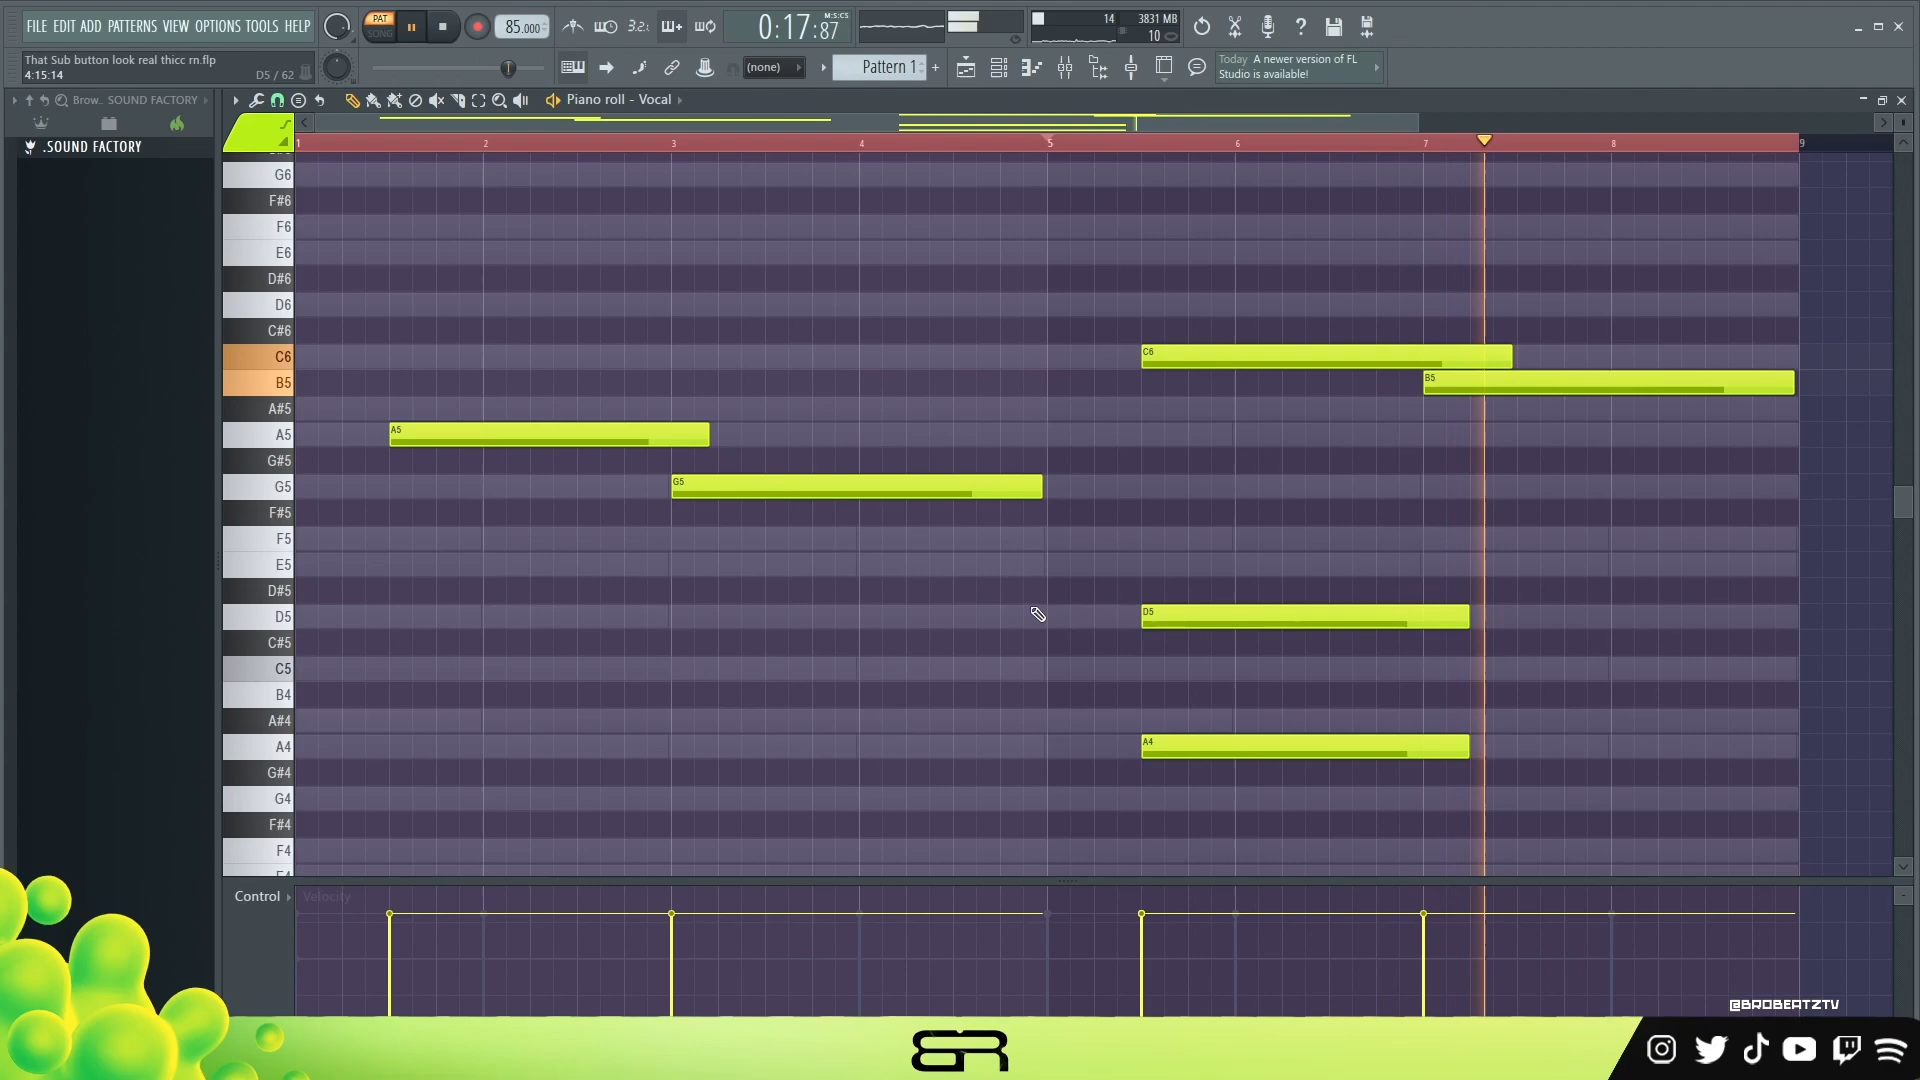 FILE EDIT ADD PATTERNS VIEW OPTIONS TOOLS HELP
PAT
SONG
85.000
3.2.
0:17:87
M:S:CS
14
3831 MB
10
That Sub button look real thicc rn.flp
4:15:14
D5 / 62
(none)
Pattern 1
Today A newer version of FL
Studio is available!
Brow.. SOUND FACTORY
Piano roll - Vocal
.SOUND FACTORY
1 2 3 4 5 6 7 8 9
G6
F#6
F6
E6
D#6
D6
C#6
C6 C6
B5 B5
A#5
A5 A5
G#5
G5 G5
F#5
F5
E5
D#5
D5 D5
C#5
C5
B4
A#4
A4 A4
G#4
G4
F#4
F4
Control Velocity
@BROBEATZTV
BR